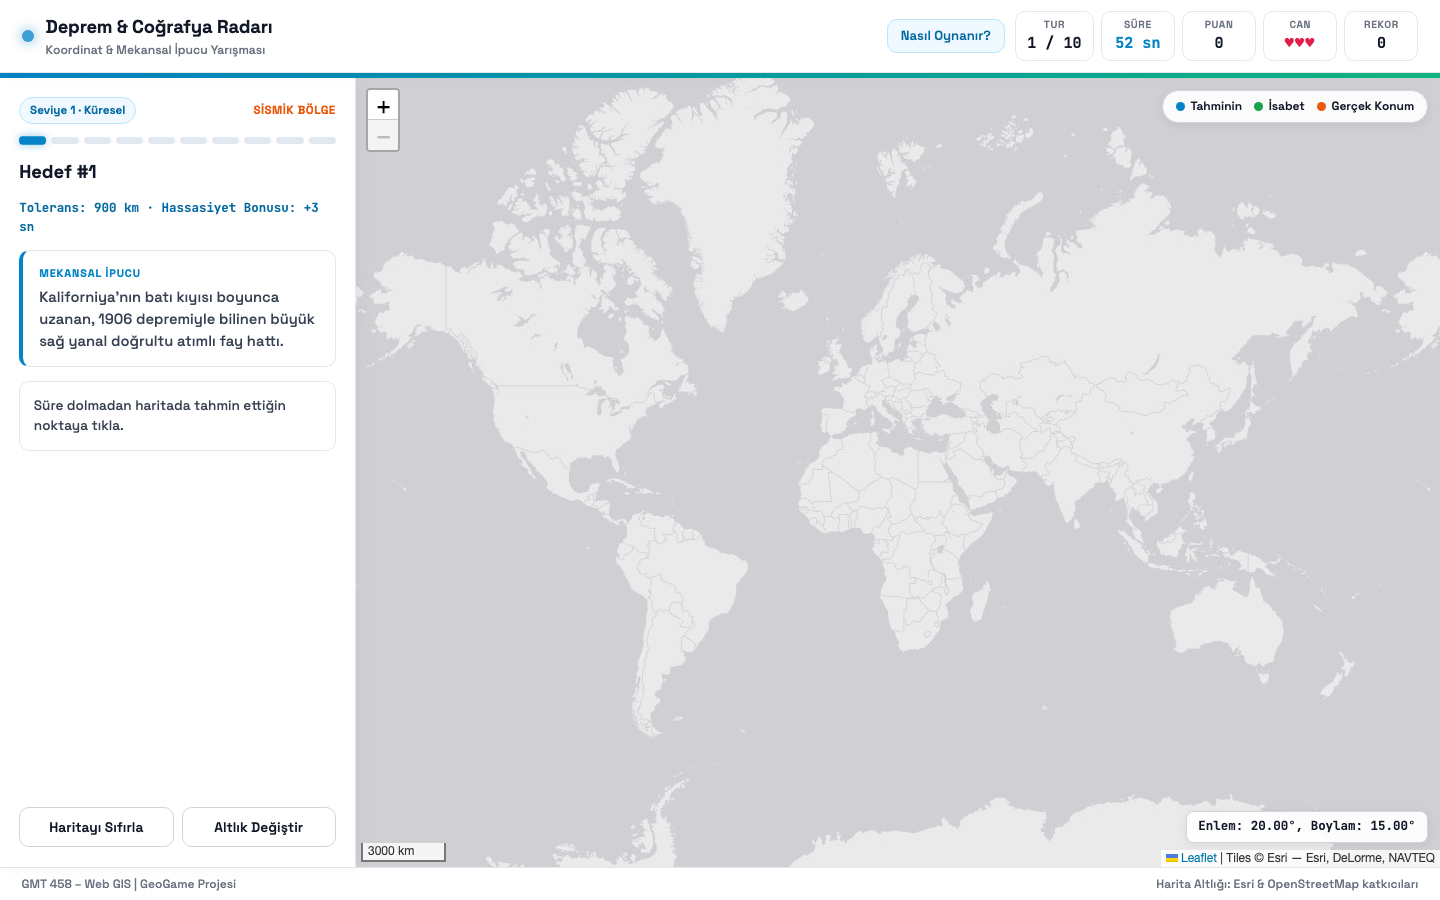 Deprem & Coğrafya Radarı
Koordinat & Mekansal İpucu Yarışması
Nasıl Oynanır?
TUR
1 / 10
SÜRE
52 sn
PUAN
0
CAN
♥♥♥
REKOR
0
Seviye 1 · Küresel
SİSMİK BÖLGE
Hedef #1
Tolerans: 900 km · Hassasiyet Bonusu: +3
sn
MEKANSAL İPUCU
Kaliforniya'nın batı kıyısı boyunca
uzanan, 1906 depremiyle bilinen büyük
sağ yanal doğrultu atımlı fay hattı.
Süre dolmadan haritada tahmin ettiğin
noktaya tıkla.
Haritayı Sıfırla
Altlık Değiştir
+
−
Tahminin
İsabet
Gerçek Konum
3000 km
Enlem: 20.00°, Boylam: 15.00°
Leaflet | Tiles © Esri — Esri, DeLorme, NAVTEQ
GMT 458 – Web GIS | GeoGame Projesi
Harita Altlığı: Esri & OpenStreetMap katkıcıları